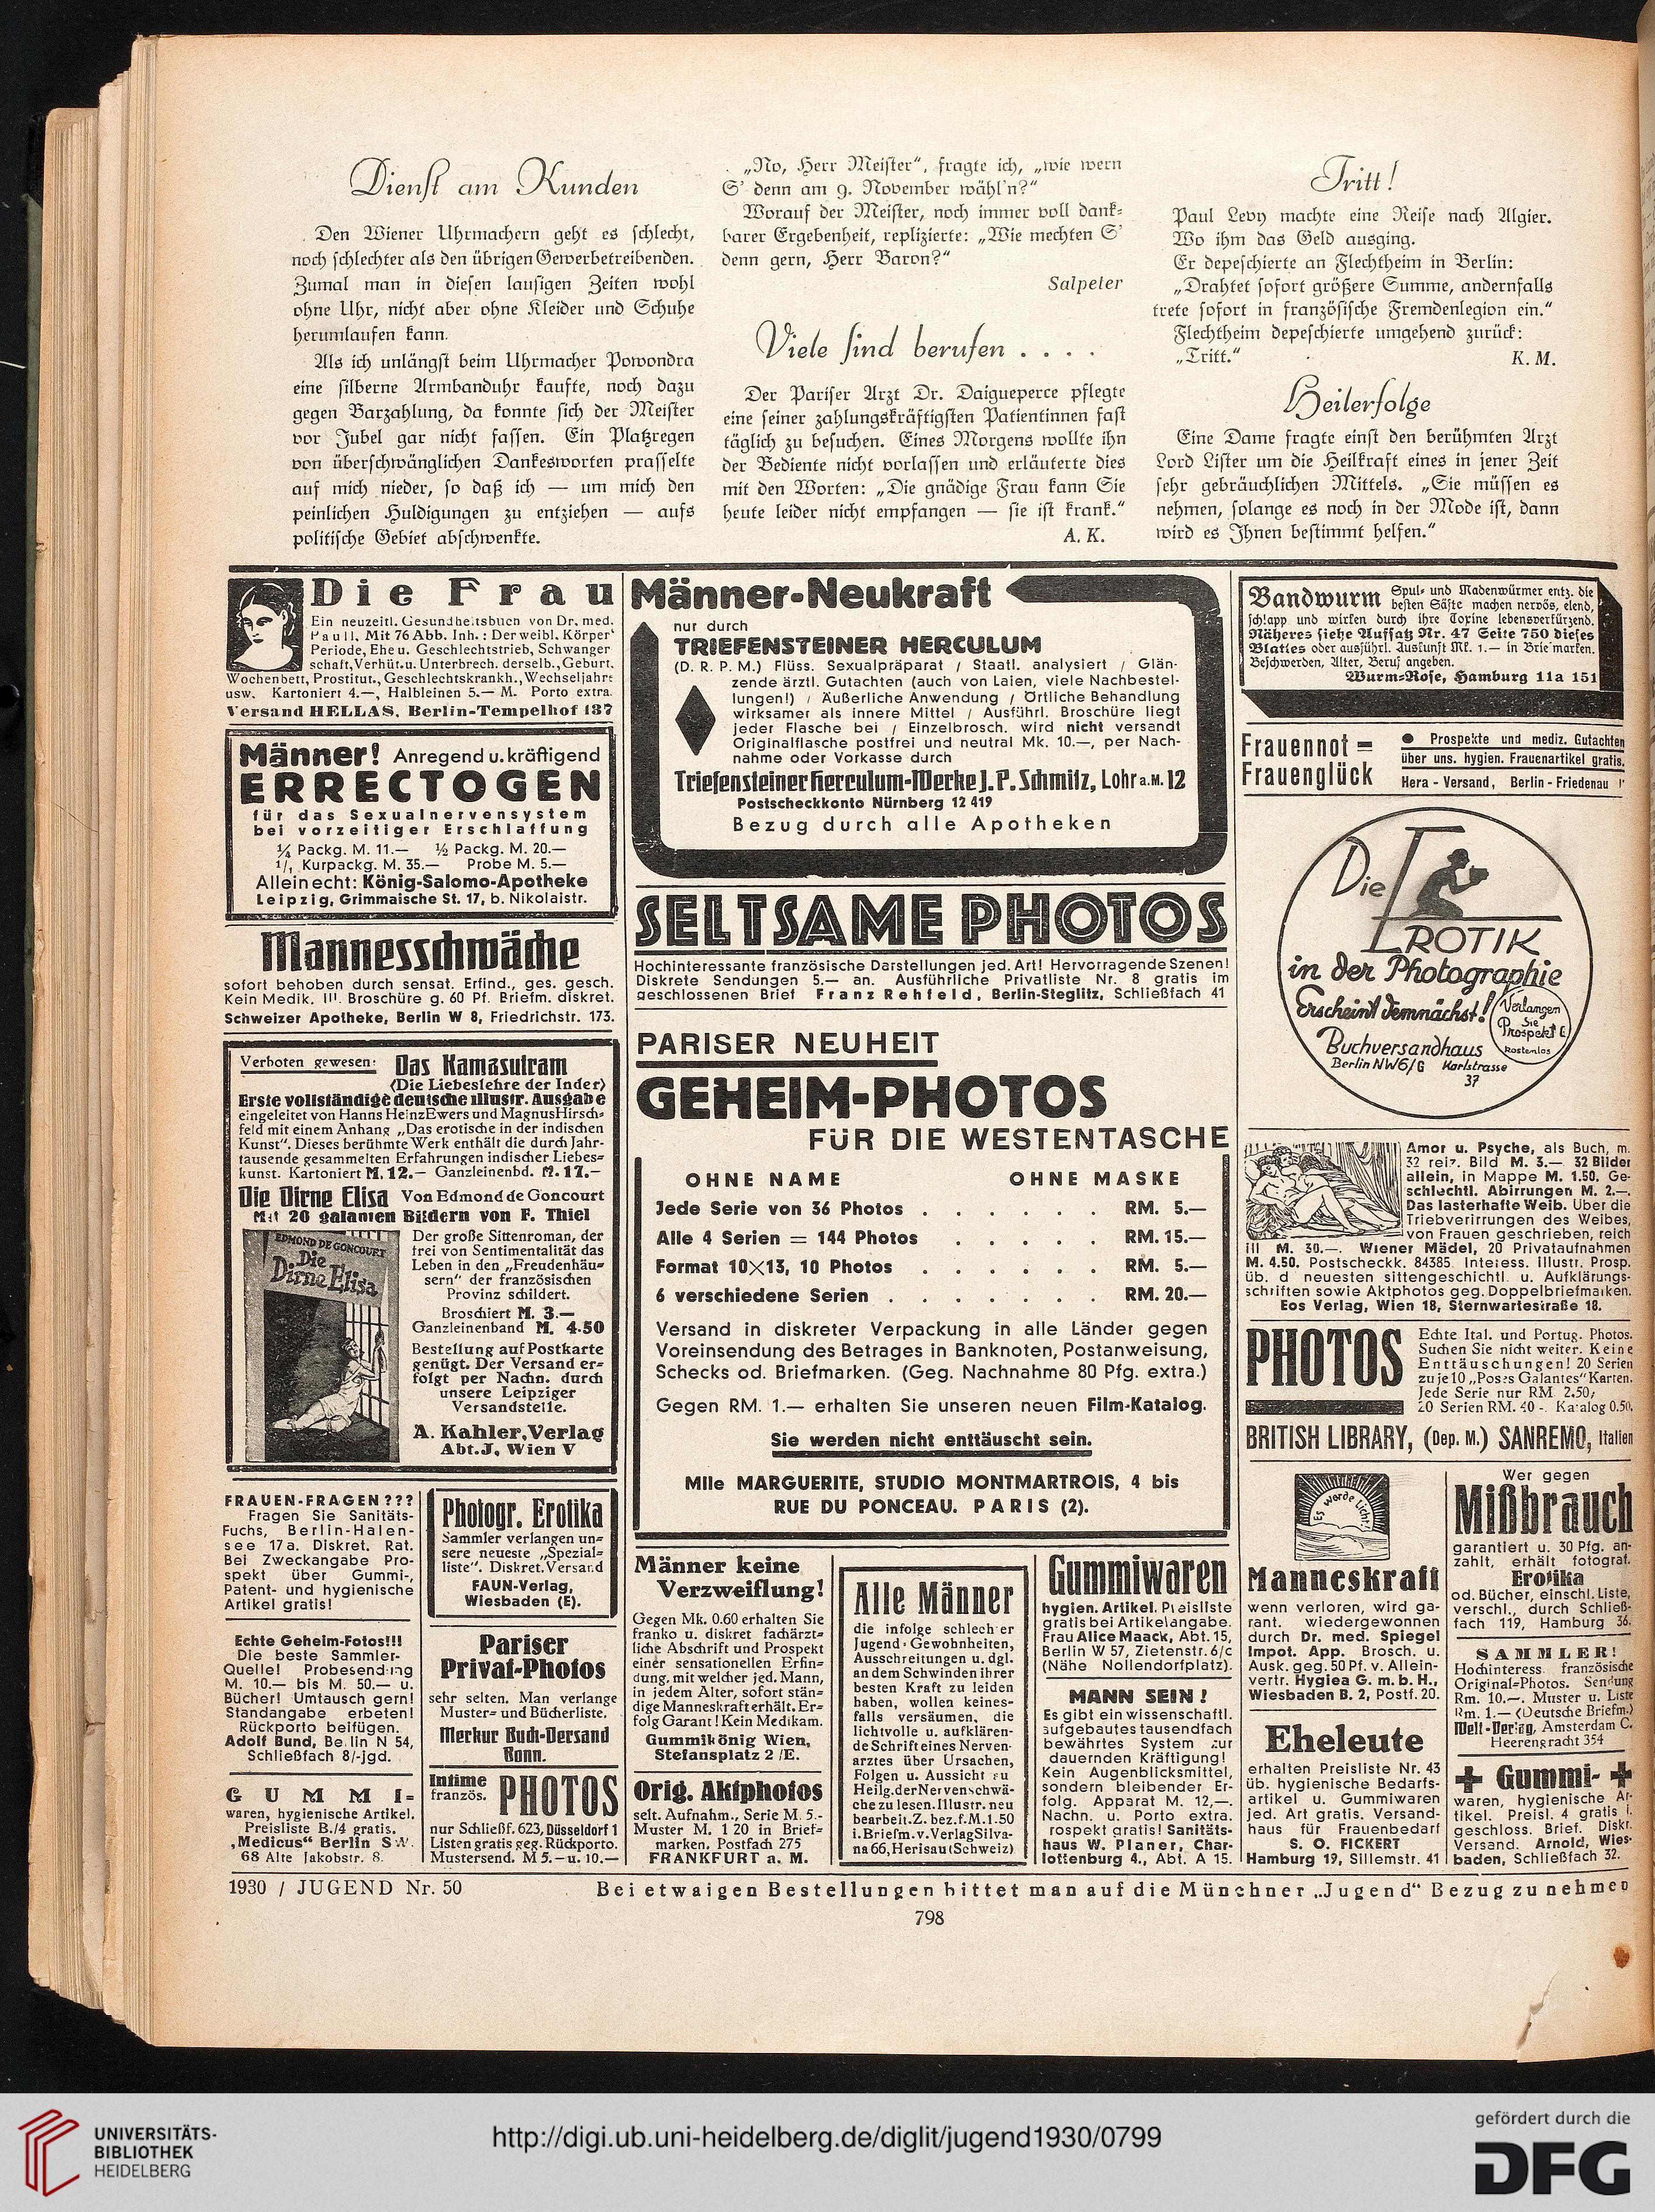 Dienst am Kunden
Den Wiener Uhrmachern geht es schlecht,
noch schlechter als den übrigen Gewerbetreibenden.
Zumal man in diesen lausigen Zeiten wohl
ohne Uhr, nicht aber ohne Kleider und Schuhe
herumlaufen kann.
Als ich unlängst beim Uhrmacher Powondra
eine silberne Armbanduhr kaufte, noch dazu
gegen Barzahlung, da konnte sich der Meister
vor Jubel gar nicht fassen. Ein Platzregen
von überschwänglichen Dankesworten prasselte
auf mich nieder, so daß ich — um mich den
peinlichen Huldigungen zu entziehen — aufs
politische Gebiet abschwenkte.
„No, Herr Meister“, fragte ich, „wie wern
S’ denn am 9. November wähl’n?“
Worauf der Meister, noch immer voll dank-
barer Ergebenheit, replizierte: „Wie mechten S’
denn gern, Herr Baron?“
Salpeter
Viele sind berufen . . . .
Der Pariser Arzt Dr. Daigueperce pflegte
eine seiner zahlungskräftigsten Patientinnen fast
täglich zu besuchen. Eines Morgens wollte ihn
der Bediente nicht vorlassen und erläuterte dies
mit den Worten: „Die gnädige Frau kann Sie
heute leider nicht empfangen — sie ist krank.“
A. K.
Tritt!
Paul Levy machte eine Reise nach Algier.
Wo ihm das Geld ausging.
Er depeschierte an Flechtheim in Berlin:
„Drahtet sofort größere Summe, andernfalls
trete sofort in französische Fremdenlegion ein.“
Flechtheim depeschierte umgehend zurück:
„Tritt.“
K. M.
Heilerfolge
Eine Dame fragte einst den berühmten Arzt
Lord Lister um die Heilkraft eines in jener Zeit
sehr gebräuchlichen Mittels. „Sie müssen es
nehmen, solange es noch in der Mode ist, dann
wird es Ihnen bestimmt helfen.“
Die Frau
Ein neuzeitl. Gesundheitsbuch von Dr. med.
Paull. Mit 76 Abb. Inh.: Der weibl. Körper
Periode, Ehe u. Geschlechtstrieb, Schwanger
schaft, Verhüt. u. Unterbrech. derselb., Geburt,
Wochenbett, Prostitut., Geschlechtskrankh., Wechseljahre
usw. Kartoniert 4.—, Halbleinen 5.— M. Porto extra.
Versand HELLAS, Berlin-Tempelhof 137
Männer! Anregend u. kräftigend
ERRECTOGEN
für das Sexualnervensystem
bei vorzeitiger Erschlaffung
¼ Packg. M. 11.— ½ Packg. M. 20.—
1/1 Kurpackg. M. 35.— Probe M. 5.—
Allein echt: König-Salomo-Apotheke
Leipzig, Grimmaische St. 17, b. Nikolaistr.
Mannesschwäche
sofort behoben durch sensat. Erfind., ges. gesch.
Kein Medik. Ill. Broschüre g. 60 Pf. Briefm. diskret.
Schweizer Apotheke, Berlin W 8, Friedrichstr. 173.
Verboten gewesen: Das Kamasutram
(Die Liebeslehre der Inder)
Erste vollständige deutsche illustr. Ausgabe
eingeleitet von Hanns Heinz Ewers und Magnus Hirsch-
feld mit einem Anhang „Das erotische in der indischen
Kunst“. Dieses berühmte Werk enthält die durch Jahr-
tausende gesammelten Erfahrungen indischer Liebes-
kunst. Kartoniert M. 12.— Ganzleinenbd. M. 17.—
Die Dirne Elisa Von Edmond de Goncourt
Mit 20 galanten Bildern von F. Thiel
EDMOND DE GONCOURT
Die
Dirne Elisa
Der große Sittenroman, der
frei von Sentimentalität das
Leben in den „Freudenhäu-
sern“ der französischen
Provinz schildert.
Broschiert M. 3.—
Ganzleinenband M. 4.50
Bestellung auf Postkarte
genügt. Der Versand er-
folgt per Nachn. durch
unsere Leipziger
Versandstelle.
A. Kahler, Verlag
Abt. J, Wien V
FRAUEN-FRAGEN???
Fragen Sie Sanitäts-
Fuchs, Berlin-Halen-
see 17a. Diskret. Rat.
Bei Zweckangabe Pro-
spekt über Gummi-,
Patent- und hygienische
Artikel gratis!
Echte Geheim-Fotos!!!
Die beste Sammler-
Quelle! Probesendung
M. 10.— bis M. 50.— u.
Bücher! Umtausch gern!
Standangabe erbeten!
Rückporto beifügen.
Adolf Bund, Berlin N 54,
Schließfach 8/-Jgd.
GUMMI-
waren, hygienische Artikel.
Preisliste B./4 gratis.
„Medicus“ Berlin SW.
68 Alte Jakobstr. 8.
Photogr. Erotika
Sammler verlangen un-
sere neueste „Spezial-
liste“. Diskret. Versand
FAUN-Verlag,
Wiesbaden (E).
Pariser
Privat-Photos
sehr selten. Man verlange
Muster- und Bücherliste.
Merkur Buch-Versand
Bonn.
Intime
französ. PHOTOS
nur Schließf. 623, Düsseldorf 1
Listen gratis geg. Rückporto.
Mustersend. M 5.— u. 10.—
Männer-Neukraft
nur durch
TRIEFENSTEINER HERCULUM
(D. R. P. M.) Flüss. Sexualpräparat / Staatl. analysiert / Glän-
zende ärztl. Gutachten (auch von Laien, viele Nachbestel-
lungen!) / Äußerliche Anwendung / Örtliche Behandlung
wirksamer als innere Mittel / Ausführl. Broschüre liegt
jeder Flasche bei / Einzelbrosch. wird nicht versandt
Originalflasche postfrei und neutral Mk. 10.—, per Nach-
nahme oder Vorkasse durch
Triefensteiner Herculum-Werke J. P. Schmitz, Lohr a. M. 12
Postscheckkonto Nürnberg 12 419
Bezug durch alle Apotheken
SELTSAME PHOTOS
Hochinteressante französische Darstellungen jed. Art! Hervorragende Szenen!
Diskrete Sendungen 5.— an. Ausführliche Privatliste Nr. 8 gratis im
geschlossenen Brief Franz Rehfeld, Berlin-Steglitz, Schließfach 41
PARISER NEUHEIT
GEHEIM-PHOTOS
FÜR DIE WESTENTASCHE
OHNE NAME OHNE MASKE
Jede Serie von 36 Photos . . . . . . RM. 5.—
Alle 4 Serien = 144 Photos . . . . . RM. 15.—
Format 10×13, 10 Photos . . . . . . RM. 5.—
6 verschiedene Serien . . . . . . . RM. 20.—
Versand in diskreter Verpackung in alle Länder gegen
Voreinsendung des Betrages in Banknoten, Postanweisung,
Schecks od. Briefmarken. (Geg. Nachnahme 80 Pfg. extra.)
Gegen RM. 1.— erhalten Sie unseren neuen Film-Katalog.
Sie werden nicht enttäuscht sein.
Mlle MARGUERITE, STUDIO MONTMARTROIS, 4 bis
RUE DU PONCEAU. PARIS (2).
Männer keine
Verzweiflung!
Gegen Mk. 0.60 erhalten Sie
franko u. diskret fachärzt-
liche Abschrift und Prospekt
einer sensationellen Erfin-
dung, mit welcher jed. Mann,
in jedem Alter, sofort stän-
dige Manneskraft erhält. Er-
folg Garant! Kein Medikam.
Gummikönig Wien,
Stefansplatz 2 /E.
Orig. Aktphotos
selt. Aufnahm., Serie M. 5.-
Muster M. 1 20 in Brief-
marken, Postfach 275
FRANKFURT a. M.
Alle Männer
die infolge schlechter
Jugend-Gewohnheiten,
Ausschreitungen u. dgl.
an dem Schwinden ihrer
besten Kraft zu leiden
haben, wollen keines-
falls versäumen, die
lichtvolle u. aufklären-
de Schrift eines Nerven-
arztes über Ursachen,
Folgen u. Aussicht zu
Heilg. der Nervenschwä-
che zu lesen. Illustr. neu
bearbeit. Z. bez. f. M. 1.50
i. Briefm. v. Verlag Silva-
na 66, Herisau (Schweiz)
Gummiwaren
hygien. Artikel. Preisliste
gratis bei Artikelangabe.
Frau Alice Maack, Abt. 15,
Berlin W 57, Zietenstr. 6/c
(Nähe Nollendorfplatz).
MANN SEIN!
Es gibt ein wissenschaftl.
aufgebautes tausendfach
bewährtes System zur
dauernden Kräftigung!
Kein Augenblicksmittel,
sondern bleibender Er-
folg. Apparat M. 12,—.
Nachn. u. Porto extra.
rospekt gratis! Sanitäts-
haus W. Planer, Char-
lottenburg 4., Abt. A 15.
Bandwurm Spul- und Madenwürmer entz. die
besten Säfte machen nervös, elend,
schlapp und wirken durch ihre Toxine lebensverkürzend.
Näheres siehe Aufsatz Nr. 47 Seite 750 dieses
Blattes oder ausführl. Auskunft Mk. 1.— in Briefmarken.
Beschwerden, Alter, Beruf angeben.
Wurm-Rose, Hamburg 11a 151
Frauennot =
Frauenglück
● Prospekte und mediz. Gutachten
über uns. hygien. Frauenartikel gratis.
Hera - Versand, Berlin - Friedenau
Die EROTIK
in der Photographie
Erscheint demnächst!
Verlangen
Sie
Prospekt G
kostenlos
Buchversandhaus
Berlin NW6/G Karlstrasse
37
Amor u. Psyche, als Buch, m.
32 reiz. Bild M. 3.— 32 Bilder
allein, in Mappe M. 1.50. Ge-
schlechtl. Abirrungen M. 2.—.
Das lasterhafte Weib. Über die
Triebverirrungen des Weibes,
von Frauen geschrieben, reich
ill M. 30.—. Wiener Mädel, 20 Privataufnahmen
M. 4.50. Postscheckk. 84385. Interess. Illustr. Prosp.
üb. d neuesten sittengeschichtl. u. Aufklärungs-
schriften sowie Aktphotos geg. Doppelbriefmarken.
Eos Verlag, Wien 18, Sternwartestraße 18.
PHOTOS
Echte Ital. und Portug. Photos.
Suchen Sie nicht weiter. Keine
Enttäuschungen! 20 Serien
zu je 10 „Poses Galantes“ Karten.
Jede Serie nur RM 2.50,
20 Serien RM. 40 -. Katalog 0.50.
BRITISH LIBRARY, (Dep. M.) SANREMO, Italien
Es werde Licht!
Manneskraft
wenn verloren, wird ga-
rant. wiedergewonnen
durch Dr. med. Spiegel
Impot. App. Brosch. u.
Ausk. geg. 50 Pf. v. Allein-
vertr. Hygiea G. m. b. H.,
Wiesbaden B. 2, Postf. 20.
Eheleute
erhalten Preisliste Nr. 43
üb. hygienische Bedarfs-
artikel u. Gummiwaren
jed. Art gratis. Versand-
haus für Frauenbedarf
S. O. FICKERT
Hamburg 19, Sillemstr. 41
Wer gegen
Mißbrauch
garantiert u. 30 Pfg. an-
zahlt, erhält fotograf.
Erotika
od. Bücher, einschl. Liste,
verschl., durch Schließ-
fach 119, Hamburg 36.
SAMMLER!
Hochinteress. französische
Original-Photos. Sendung
Rm. 10.—. Muster u. Liste
Rm. 1.— (Deutsche Briefm.)
Welt-Verlag, Amsterdam C.
Heerengracht 354
+ Gummi- +
waren, hygienische Ar-
tikel. Preisl. 4 gratis i.
geschloss. Brief. Diskr.
Versand. Arnold, Wies-
baden, Schließfach 32.
1930 / JUGEND Nr. 50
Bei etwaigen Bestellungen bittet man auf die Münchner „Jugend“ Bezug zu nehmen
798
UNIVERSITÄTS-
BIBLIOTHEK
HEIDELBERG
http://digi.ub.uni-heidelberg.de/diglit/jugend1930/0799
gefördert durch die
DFG